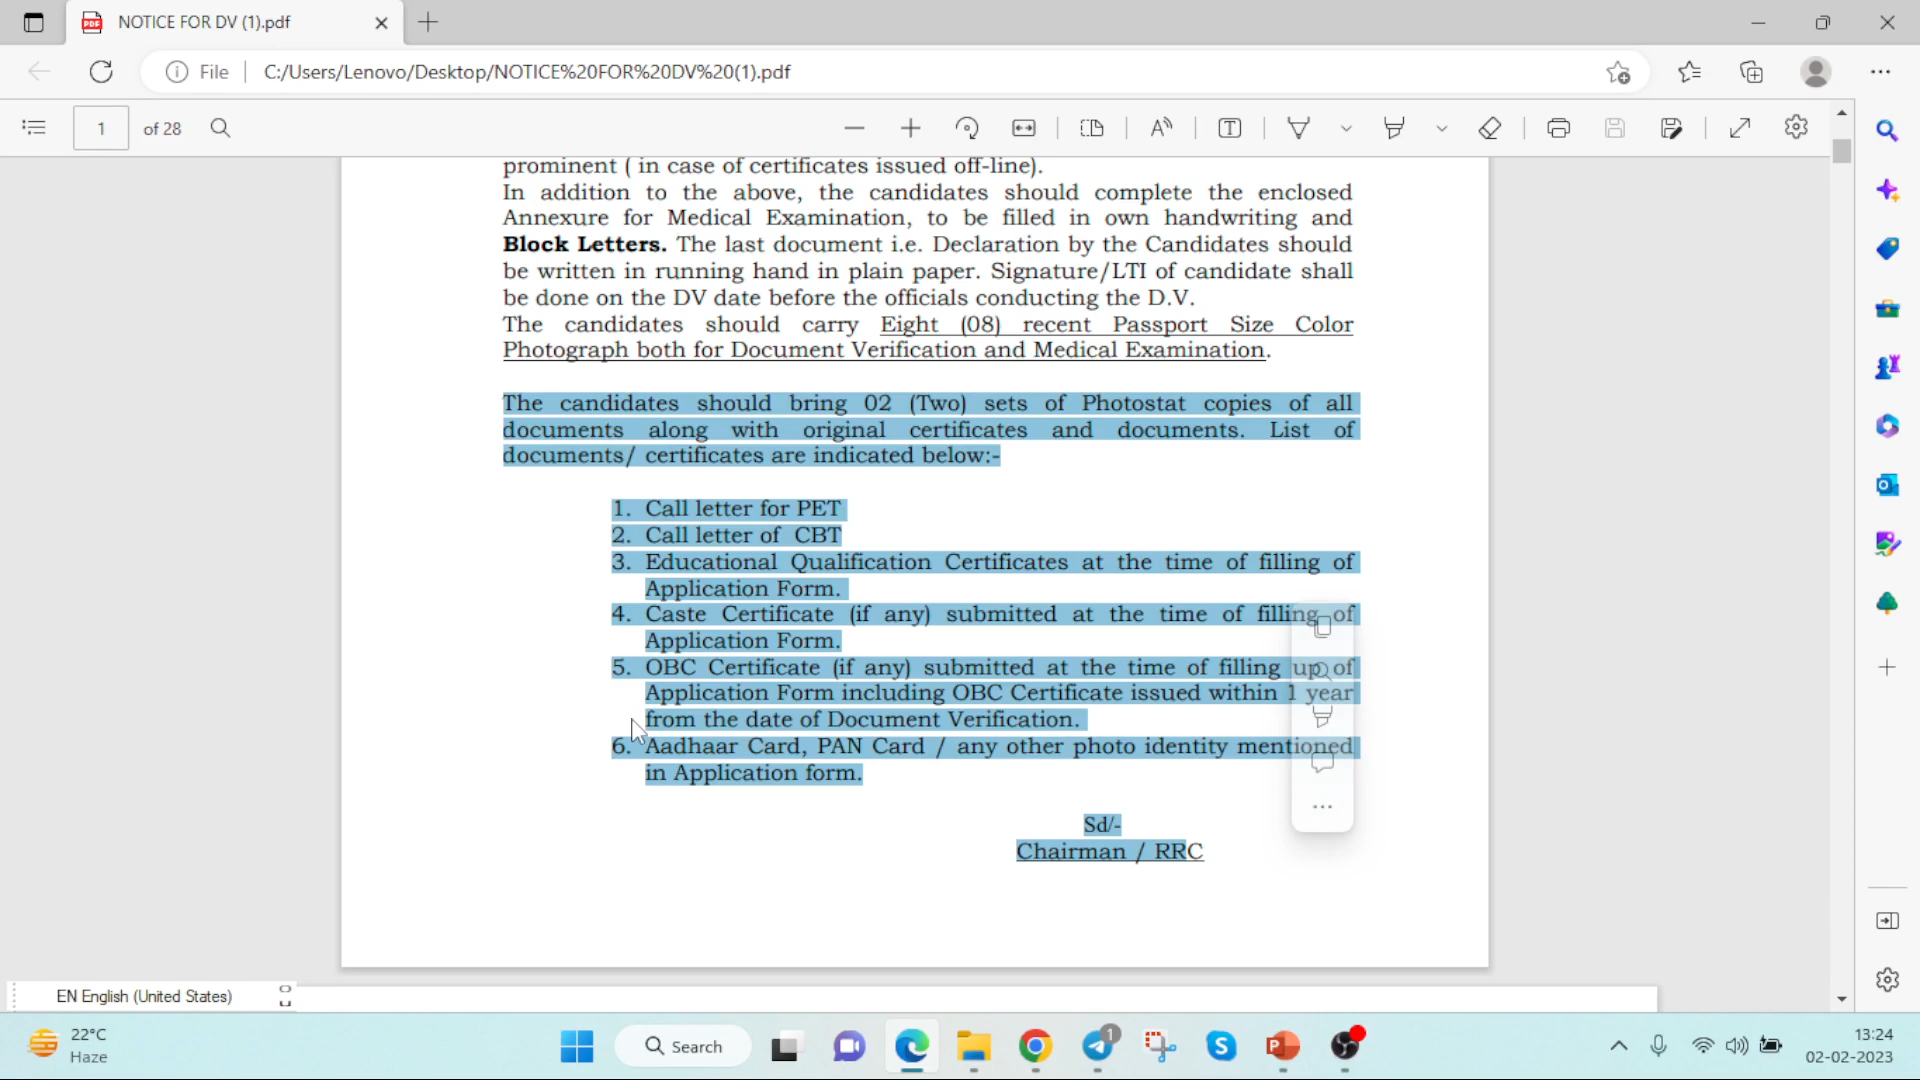 NOTICE FOR DV (1).pdf
File
C:/Users/Lenovo/Desktop/NOTICE%20FOR%20DV%20(1).pdf
1 of 28
prominent ( in case of certificates issued off-line).
In addition to the above, the candidates should complete the enclosed
Annexure for Medical Examination, to be filled in own handwriting and
Block Letters. The last document i.e. Declaration by the Candidates should
be written in running hand in plain paper. Signature/LTI of candidate shall
be done on the DV date before the officials conducting the D.V.
The candidates should carry Eight (08) recent Passport Size Color
Photograph both for Document Verification and Medical Examination.
The candidates should bring 02 (Two) sets of Photostat copies of all
documents along with original certificates and documents. List of
documents/ certificates are indicated below:-
1. Call letter for PET
2. Call letter of CBT
3. Educational Qualification Certificates at the time of filling of
Application Form.
4. Caste Certificate (if any) submitted at the time of filling of
Application Form.
5. OBC Certificate (if any) submitted at the time of filling up of
Application Form including OBC Certificate issued within 1 year
from the date of Document Verification.
6. Aadhaar Card, PAN Card / any other photo identity mentioned
in Application form.
Sd/-
Chairman / RRC
EN English (United States)
22°C
Haze
Search
1
13:24
02-02-2023